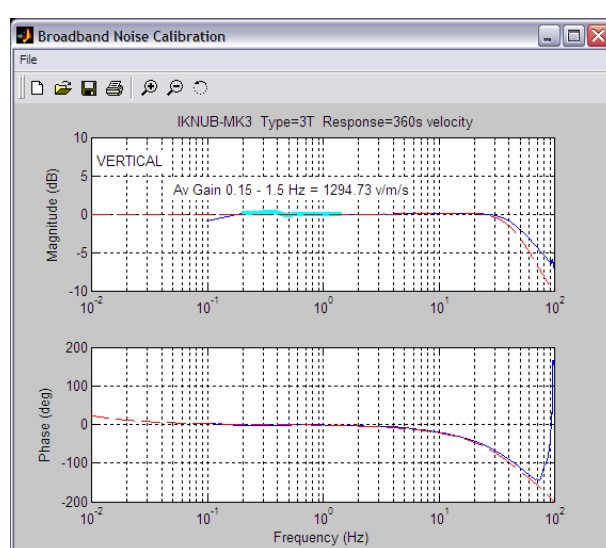 Broadband Noise Calibration
File
IKNUB-MK3 Type=3T Response=360s velocity
VERTICAL
Av Gain 0.15 - 1.5 Hz = 1294.73 v/m/s
Magnitude (dB)
10
5
0
-5
-10
10^-2 10^-1 10^0 10^1 10^2
Phase (deg)
200
100
0
-100
-200
10^-2 10^-1 10^0 10^1 10^2
Frequency (Hz)